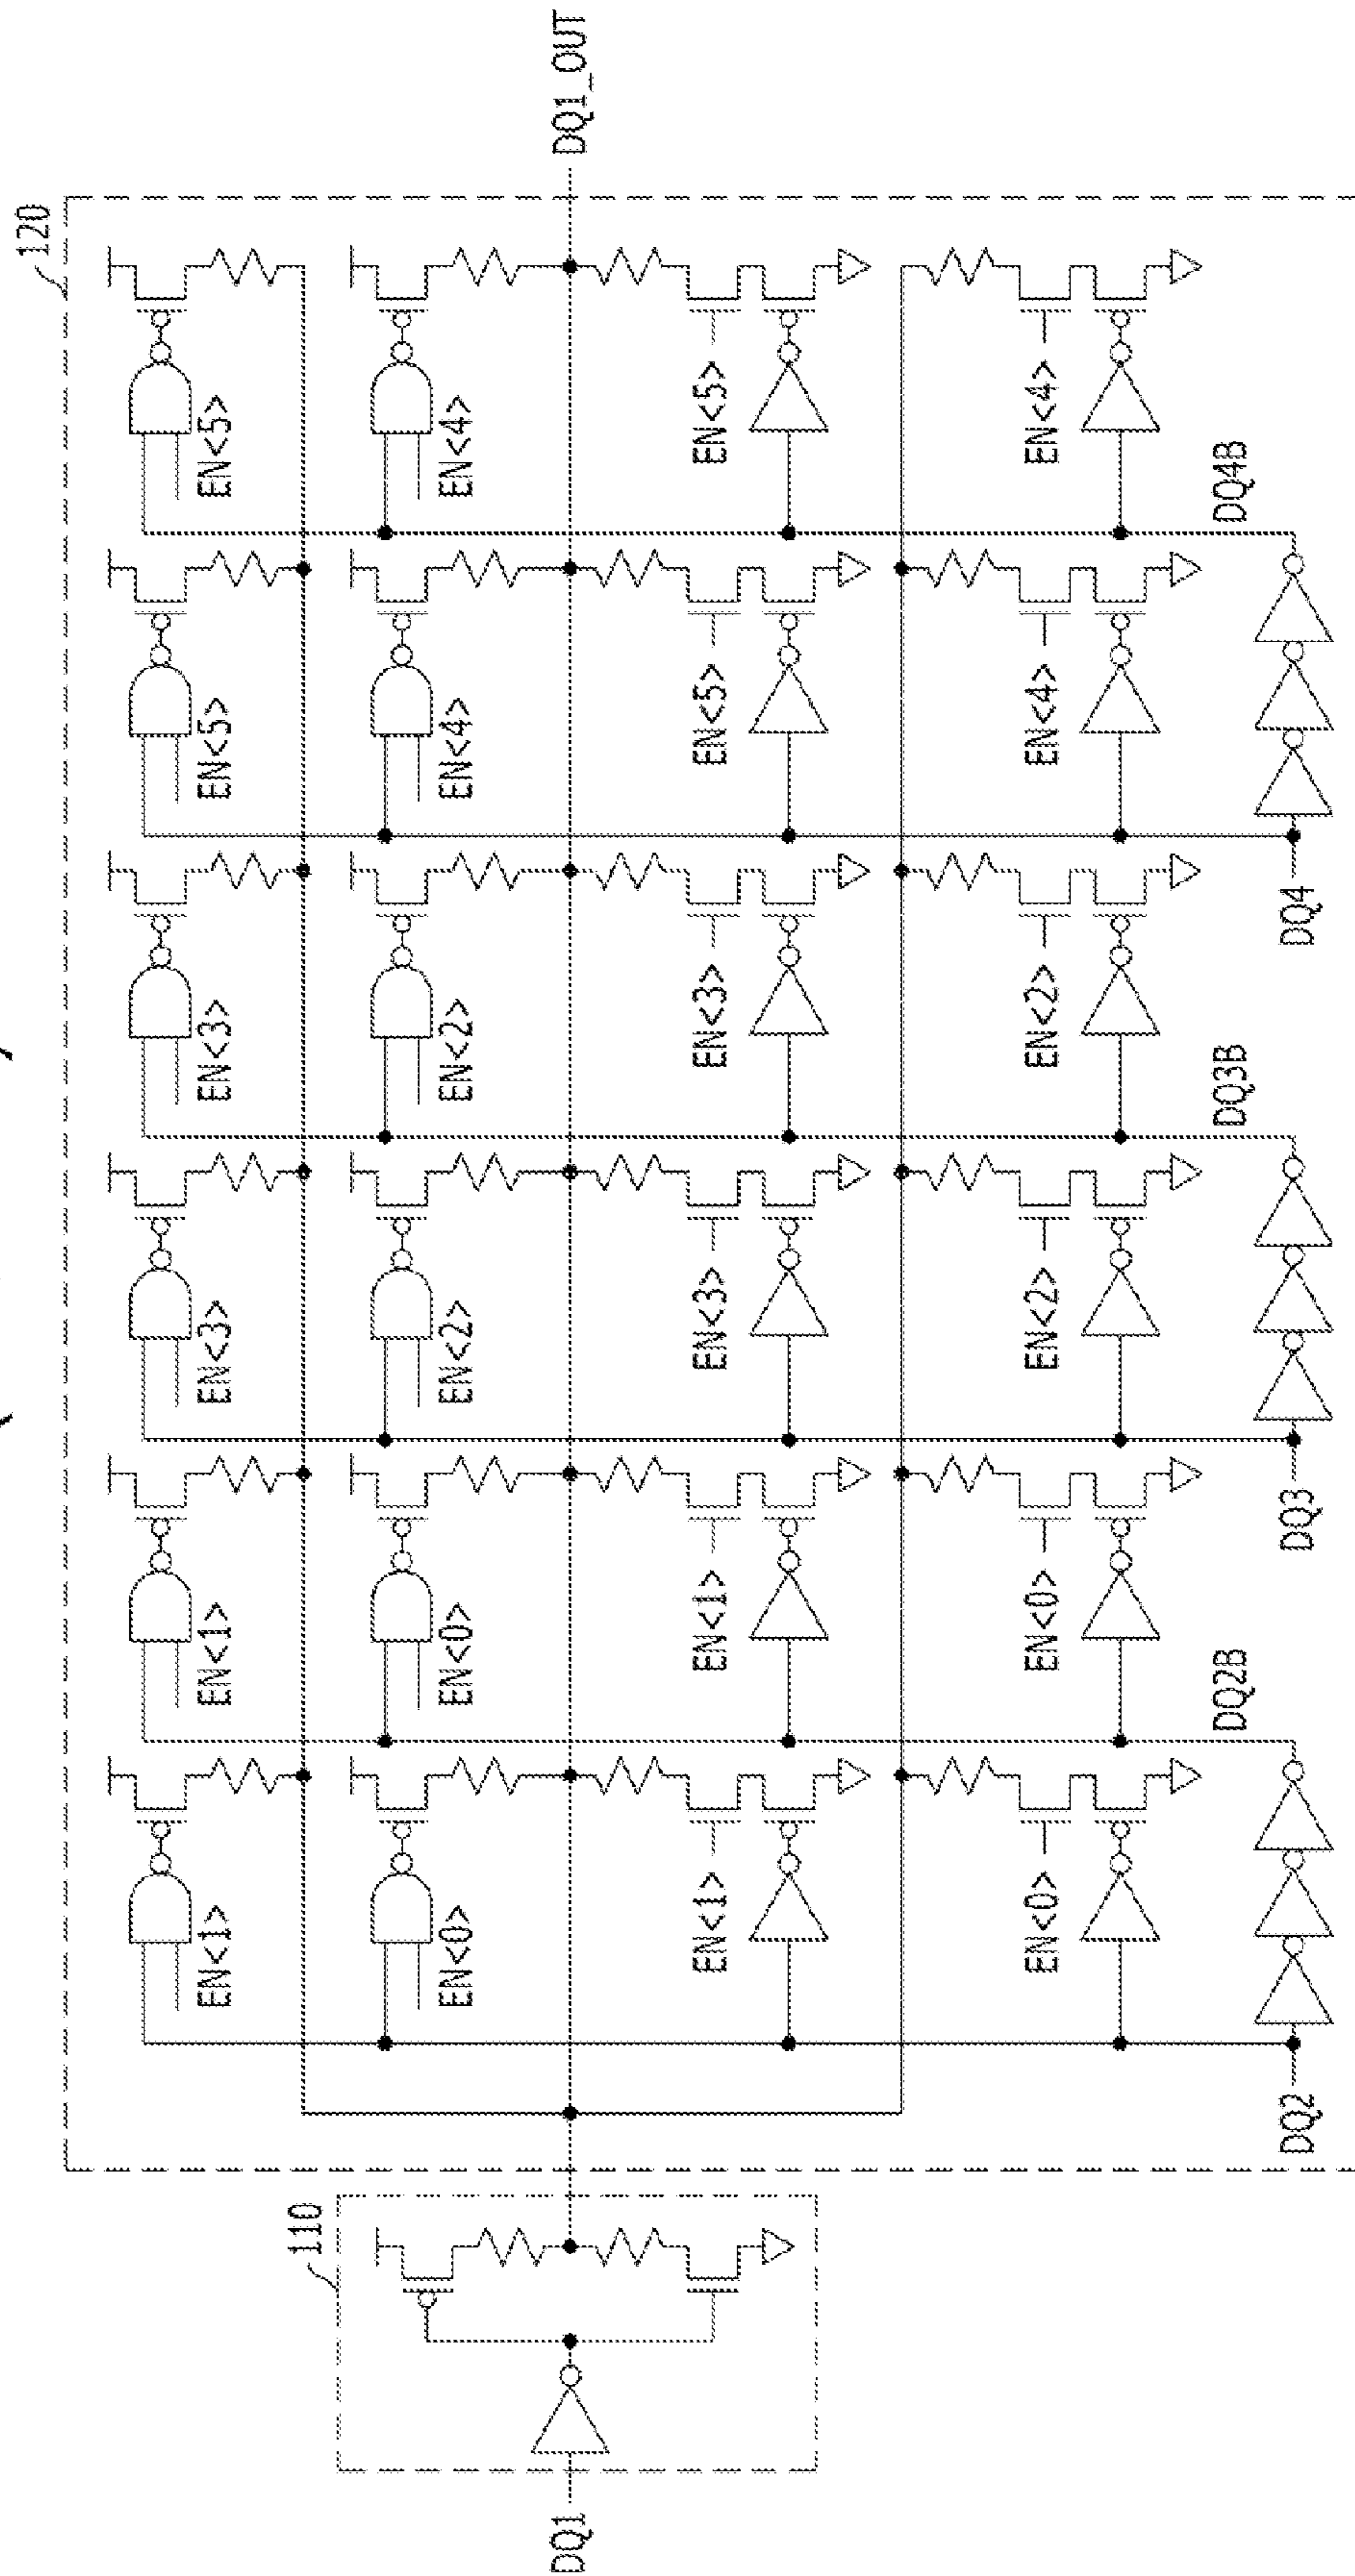 120
110
EN<1>
EN<1>
EN<3>
EN<3>
EN<5>
EN<5>
EN<0>
EN<0>
EN<2>
EN<2>
EN<4>
EN<4>
DQ1
DQ1_OUT
EN<1>
EN<1>
EN<3>
EN<3>
EN<5>
EN<5>
EN<0>
EN<0>
EN<2>
EN<2>
EN<4>
EN<4>
DQ2B
DQ3B
DQ4B
DQ2
DQ3
DQ4